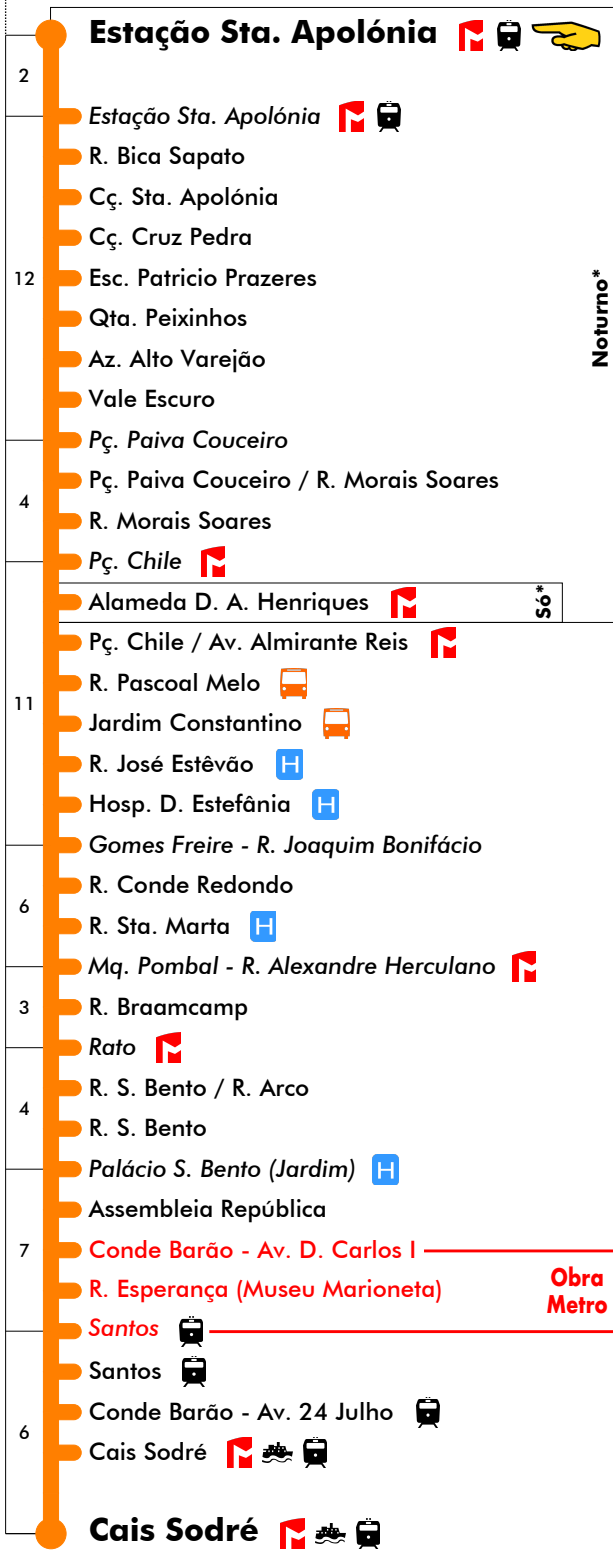 Estação Sta. Apolónia
2
Estação Sta. Apolónia
R. Bica Sapato
Cç. Sta. Apolónia
Cç. Cruz Pedra
12
Esc. Patricio Prazeres
Noturno*
Qta. Peixinhos
Az. Alto Varejão
Vale Escuro
Pç. Paiva Couceiro
Pç. Paiva Couceiro / R. Morais Soares
4
R. Morais Soares
Pç. Chile
Alameda D. A. Henriques
Só*
Pç. Chile / Av. Almirante Reis
R. Pascoal Melo
11
Jardim Constantino
R. José Estêvão H
Hosp. D. Estefânia H
Gomes Freire - R. Joaquim Bonifácio
R. Conde Redondo
6
R. Sta. Marta H
Mq. Pombal - R. Alexandre Herculano
3
R. Braamcamp
Rato
R. S. Bento / R. Arco
4
R. S. Bento
Palácio S. Bento (Jardim) H
Assembleia República
7
Conde Barão - Av. D. Carlos I
R. Esperança (Museu Marioneta)
Obra
Metro
Santos
Santos
Conde Barão - Av. 24 Julho
6
Cais Sodré
Cais Sodré